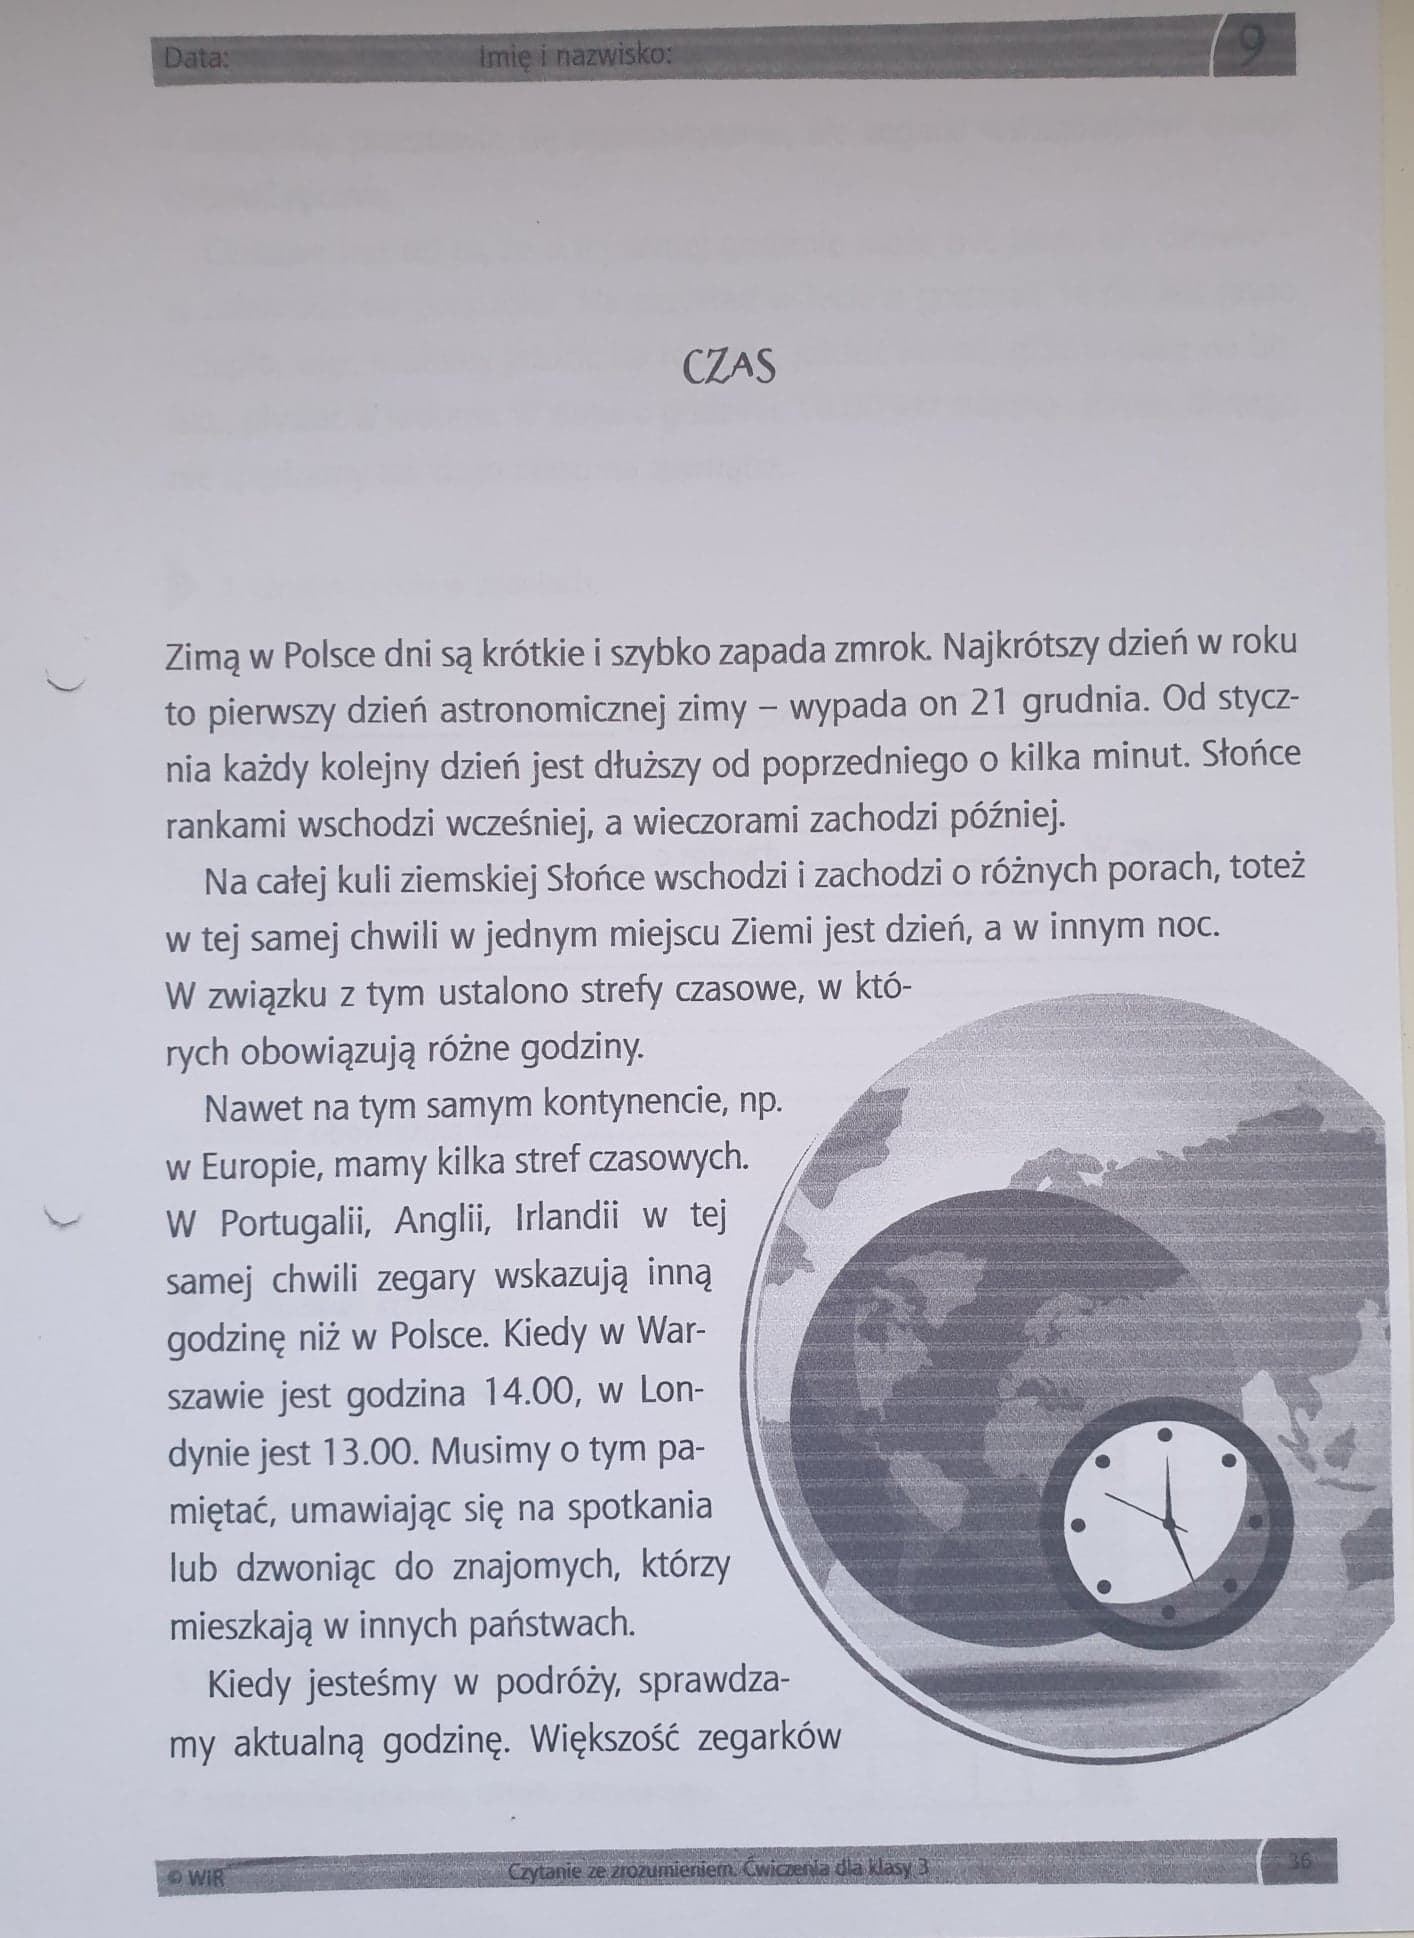 Data: Imię i nazwisko: 9
CZAS
Zimą w Polsce dni są krótkie i szybko zapada zmrok. Najkrótszy dzień w roku
to pierwszy dzień astronomicznej zimy – wypada on 21 grudnia. Od stycz-
nia każdy kolejny dzień jest dłuższy od poprzedniego o kilka minut. Słońce
rankami wschodzi wcześniej, a wieczorami zachodzi później.
Na całej kuli ziemskiej Słońce wschodzi i zachodzi o różnych porach, toteż
w tej samej chwili w jednym miejscu Ziemi jest dzień, a w innym noc.
W związku z tym ustalono strefy czasowe, w któ-
rych obowiązują różne godziny.
Nawet na tym samym kontynencie, np.
w Europie, mamy kilka stref czasowych.
W Portugalii, Anglii, Irlandii w tej
samej chwili zegary wskazują inną
godzinę niż w Polsce. Kiedy w War-
szawie jest godzina 14.00, w Lon-
dynie jest 13.00. Musimy o tym pa-
miętać, umawiając się na spotkania
lub dzwoniąc do znajomych, którzy
mieszkają w innych państwach.
Kiedy jesteśmy w podróży, sprawdza-
my aktualną godzinę. Większość zegarków
© WiR Czytanie ze zrozumieniem. Ćwiczenia dla klasy 3 36